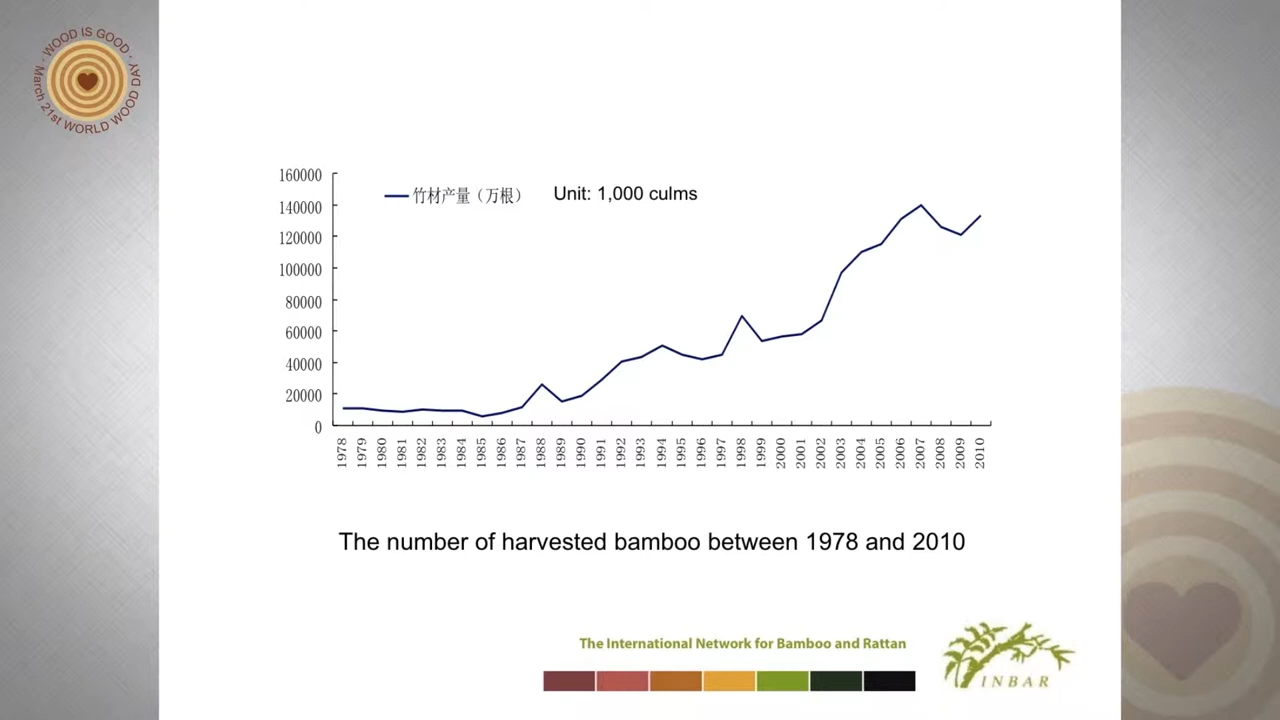 WOOD IS GOOD · March 21st WORLD WOOD DAY ·
160000
140000
120000
100000
80000
60000
40000
20000
0
竹材产量（万根）
Unit: 1,000 culms
1978 1979 1980 1981 1982 1983 1984 1985 1986 1987 1988 1989 1990 1991 1992 1993 1994 1995 1996 1997 1998 1999 2000 2001 2002 2003 2004 2005 2006 2007 2008 2009 2010
The number of harvested bamboo between 1978 and 2010
The International Network for Bamboo and Rattan
INBAR